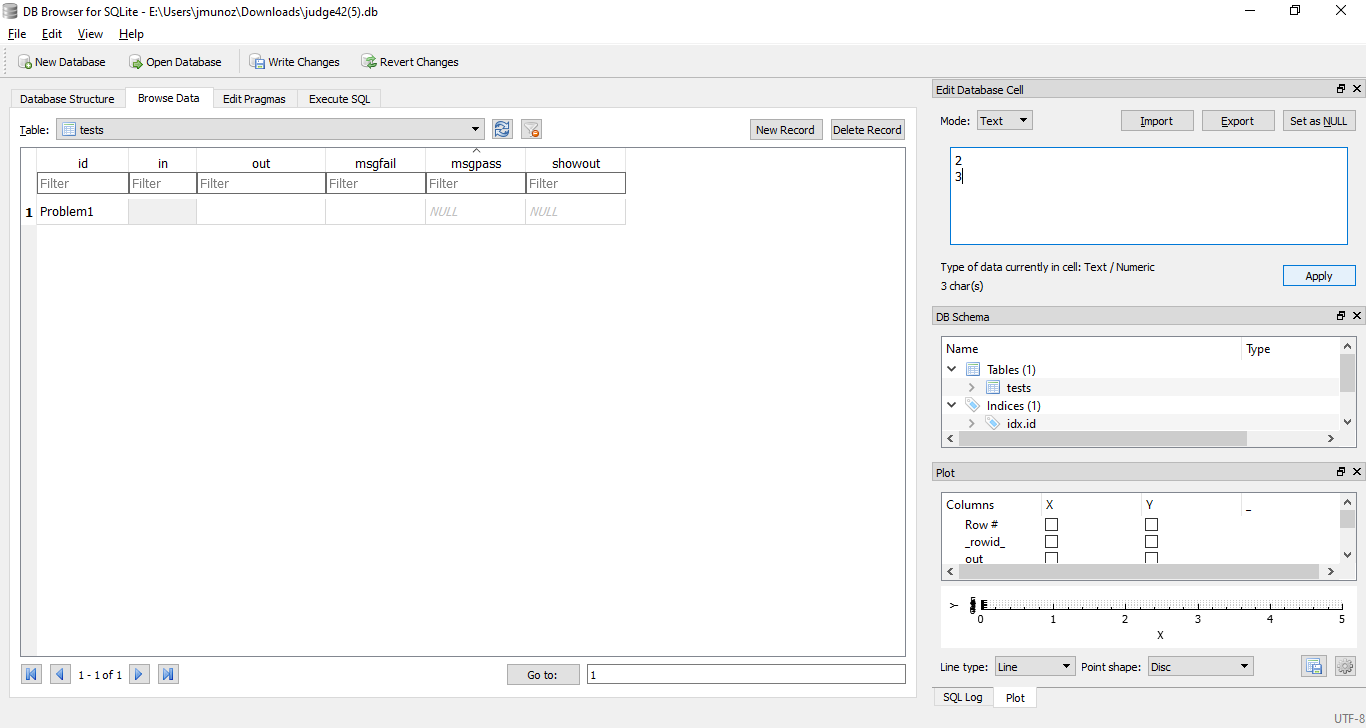 DB Browser for SQLite - E:\Users\jmunoz\Downloads\judge42(5).db
File Edit View Help
New Database Open Database Write Changes Revert Changes
Database Structure Browse Data Edit Pragmas Execute SQL
Table: tests New Record Delete Record
id in out msgfail msgpass showout
Filter Filter Filter Filter Filter Filter
1 Problem1 NULL NULL
1 - 1 of 1 Go to: 1
Edit Database Cell
Mode: Text Import Export Set as NULL
2
3
Type of data currently in cell: Text / Numeric
3 char(s)
Apply
DB Schema
Name Type
Tables (1)
tests
Indices (1)
idx.id
Plot
Columns X Y _
Row #
_rowid_
out
Y
0 1 2 3 4 5
X
Line type: Line Point shape: Disc
SQL Log Plot
UTF-8